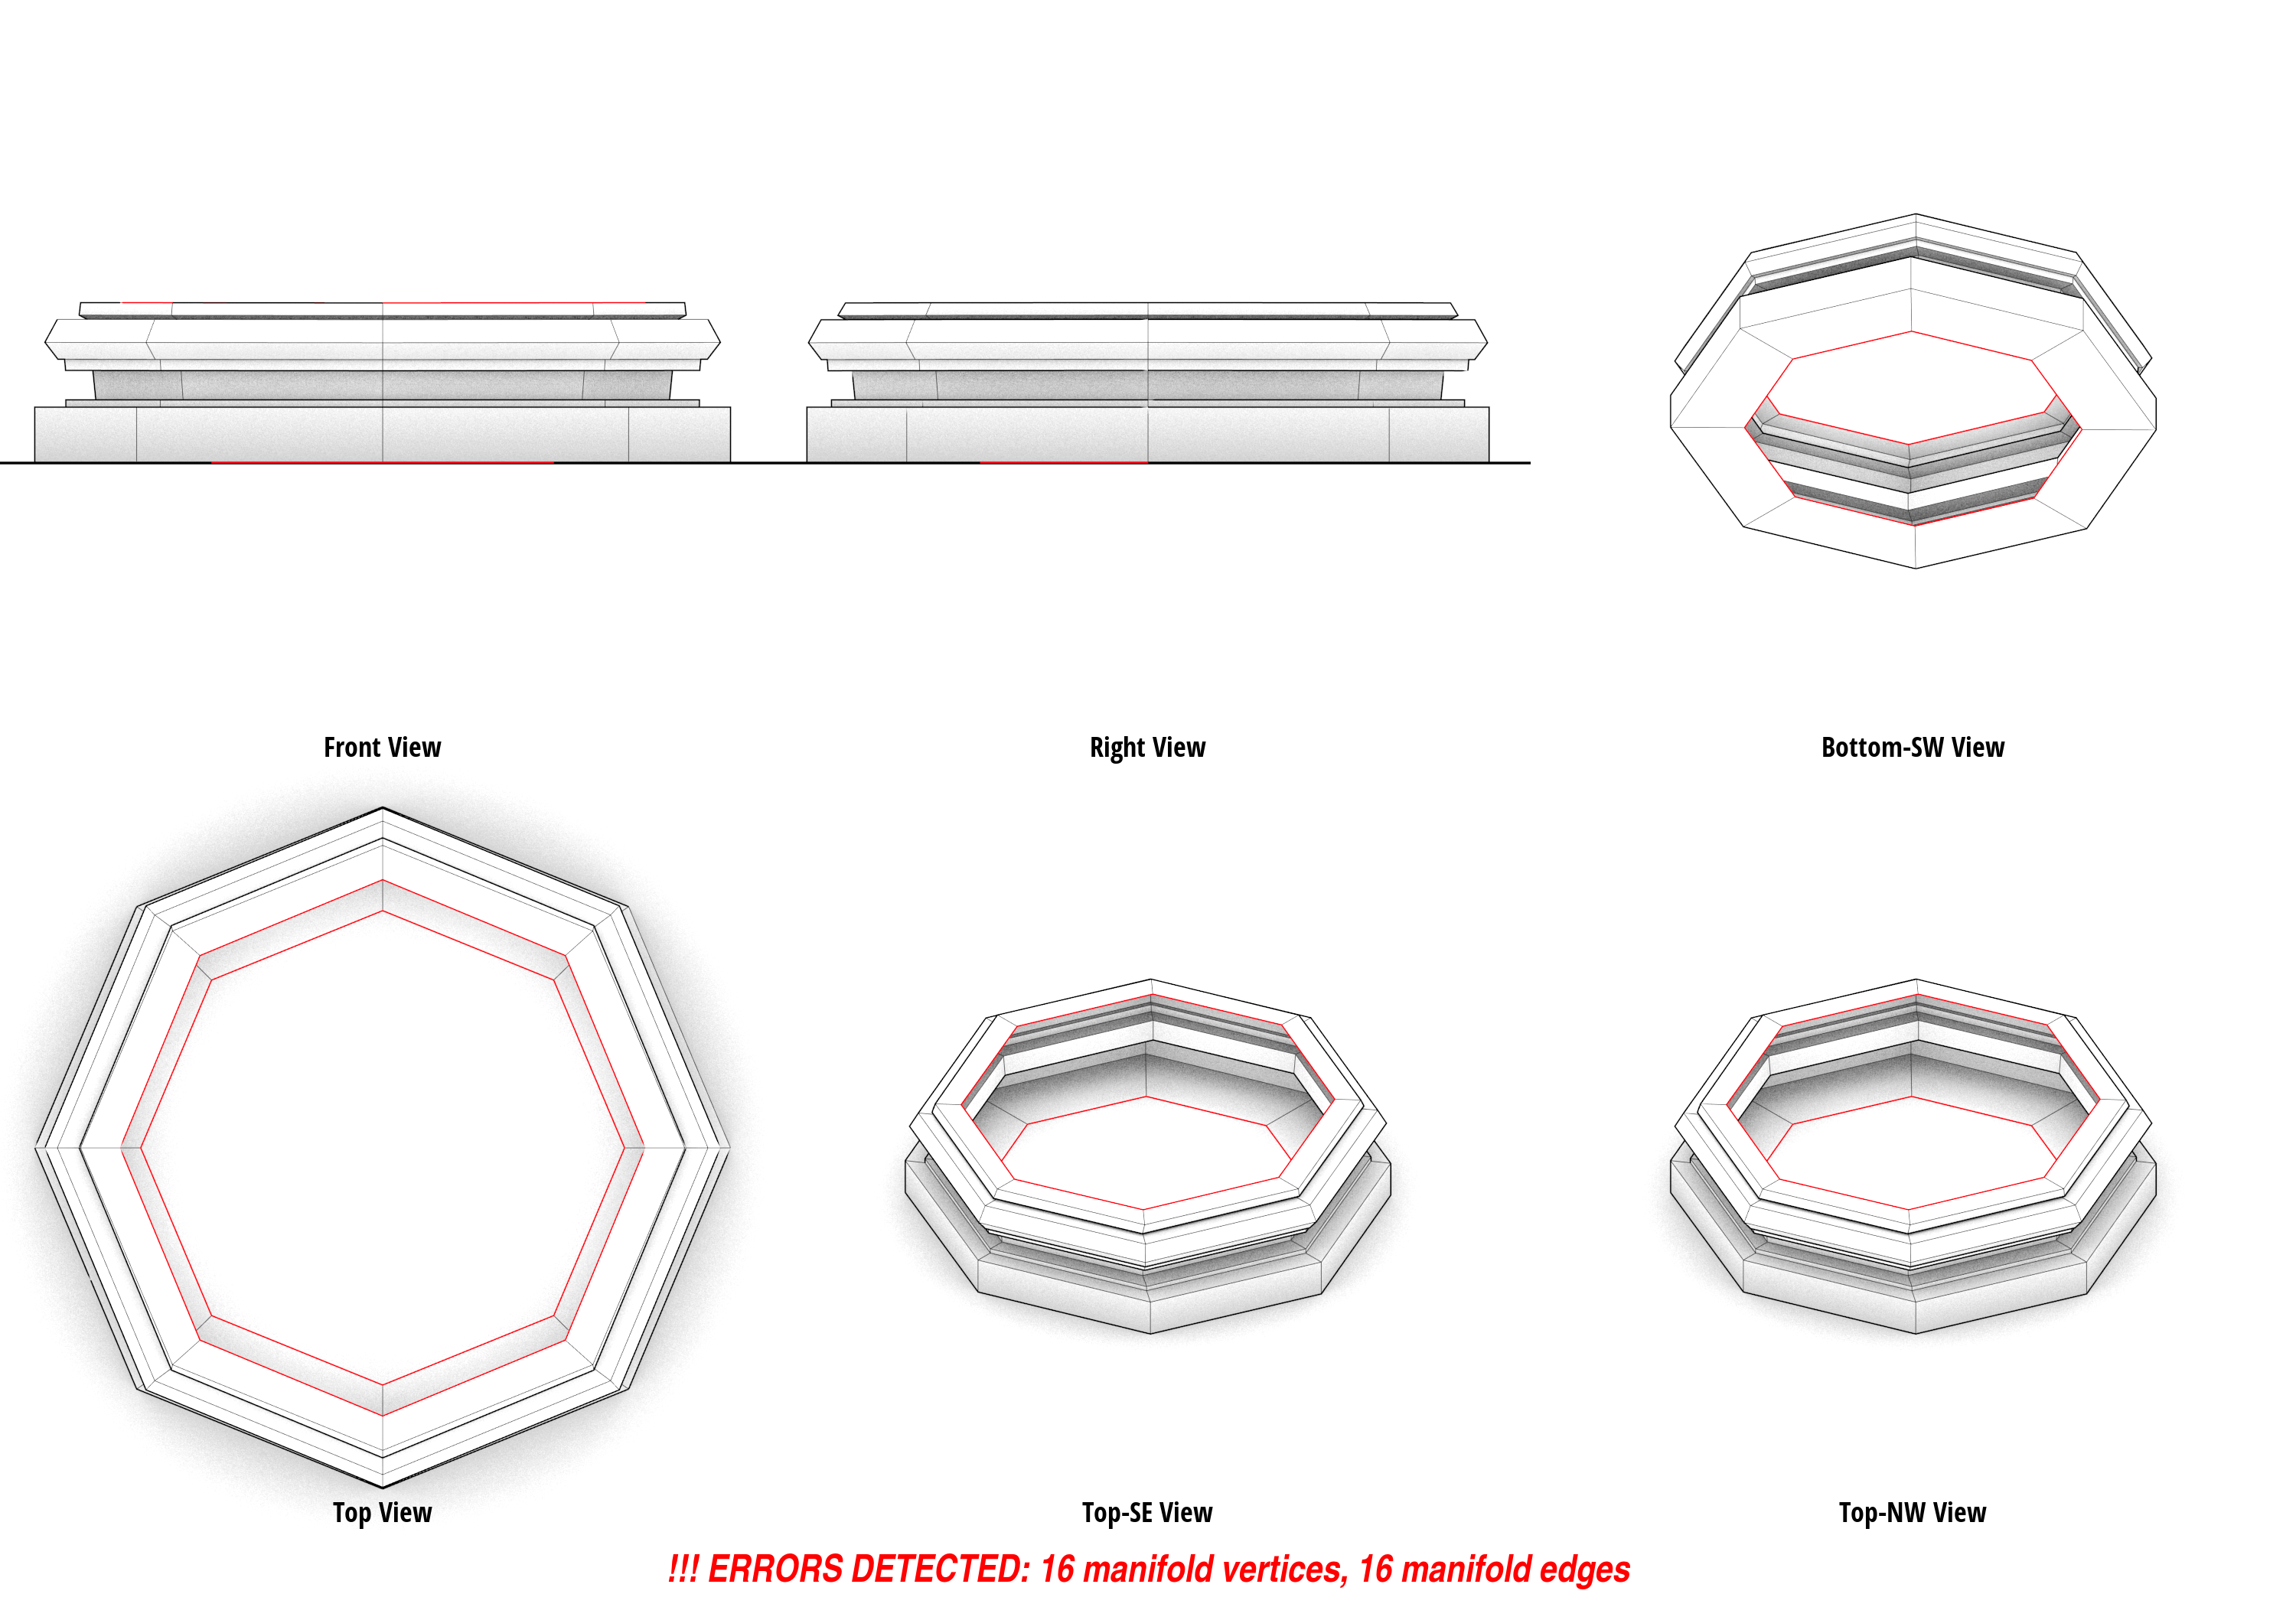 Front View
Right View
Bottom-SW View
Top View
Top-SE View
Top-NW View
!!! ERRORS DETECTED: 16 manifold vertices, 16 manifold edges